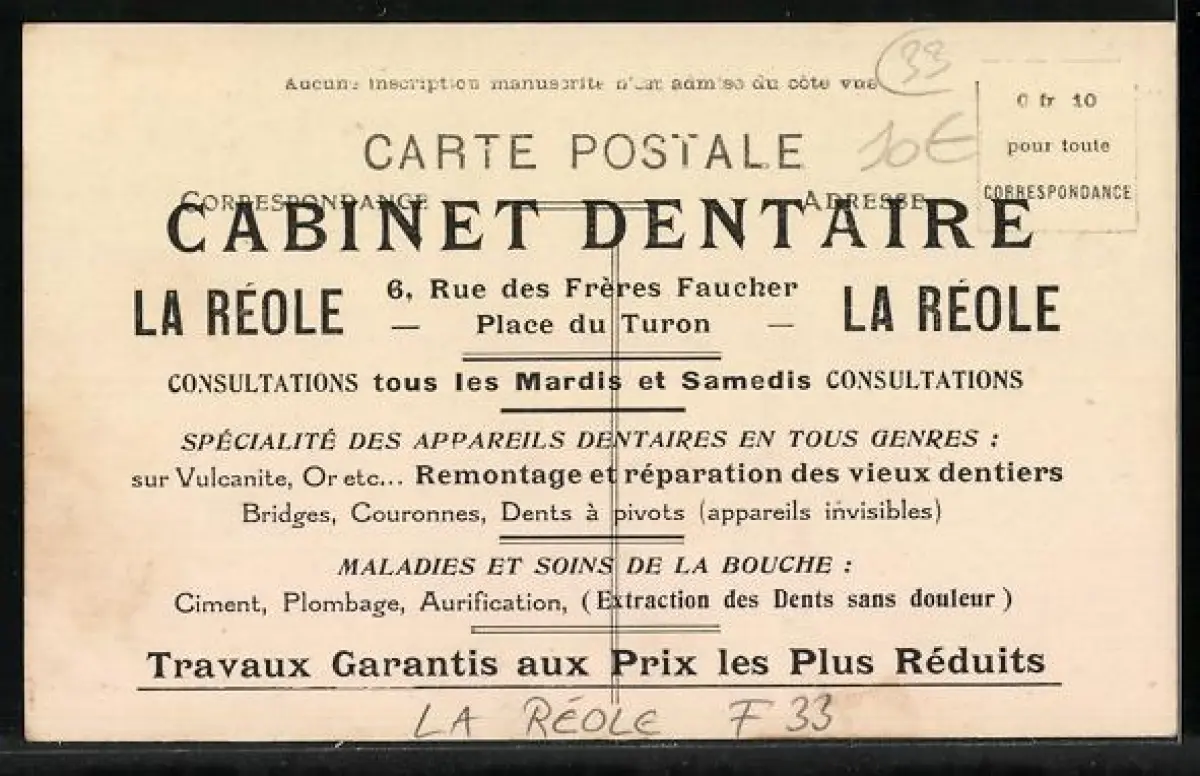 33
Aucune inscription manuscrite n'est admise du côté vue
0 fr 10
pour toute
CORRESPONDANCE
10€
CARTE POSTALE
CORRESPONDANCE ADRESSE
CABINET DENTAIRE
LA RÉOLE 6, Rue des Frères Faucher LA RÉOLE
— Place du Turon —
CONSULTATIONS tous les Mardis et Samedis CONSULTATIONS
SPÉCIALITÉ DES APPAREILS DENTAIRES EN TOUS GENRES :
sur Vulcanite, Or etc... Remontage et réparation des vieux dentiers
Bridges, Couronnes, Dents à pivots (appareils invisibles)
MALADIES ET SOINS DE LA BOUCHE :
Ciment, Plombage, Aurification, (Extraction des Dents sans douleur)
Travaux Garantis aux Prix les Plus Réduits
LA RÉOLE F 33